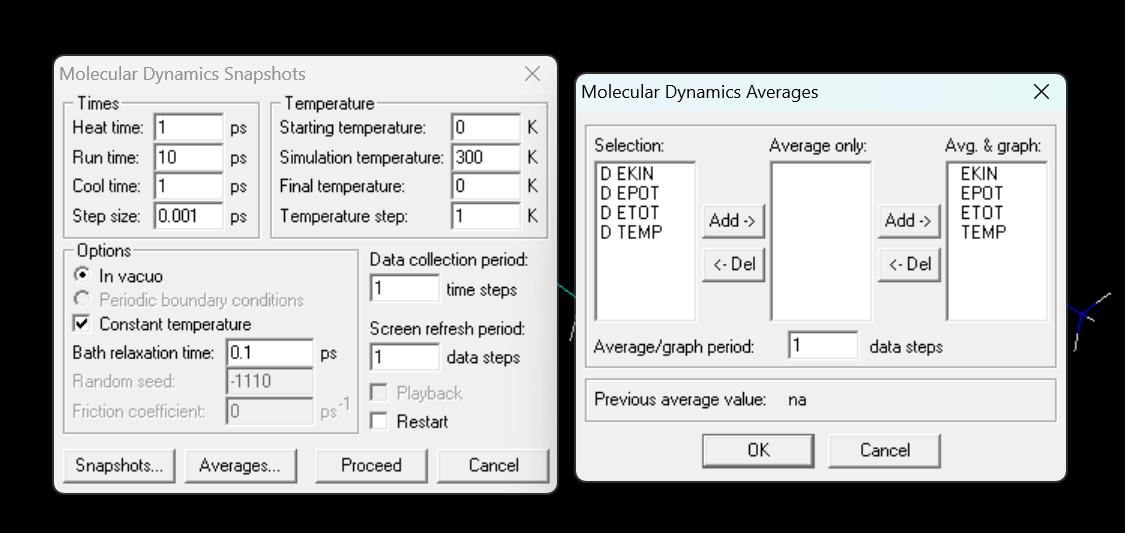 Molecular Dynamics Snapshots
Times
Heat time: 1 ps
Run time: 10 ps
Cool time: 1 ps
Step size: 0.001 ps
Temperature
Starting temperature: 0 K
Simulation temperature: 300 K
Final temperature: 0 K
Temperature step: 1 K
Options
In vacuo
Periodic boundary conditions
Constant temperature
Bath relaxation time: 0.1 ps
Random seed: -1110
Friction coefficient: 0 ps-1
Data collection period:
1 time steps
Screen refresh period:
1 data steps
Playback
Restart
Snapshots... Averages... Proceed Cancel
Molecular Dynamics Averages
Selection: Average only: Avg. & graph:
D EKIN
D EPOT
D ETOT
D TEMP
Add ->
<- Del
Add ->
<- Del
EKIN
EPOT
ETOT
TEMP
Average/graph period: 1 data steps
Previous average value: na
OK Cancel